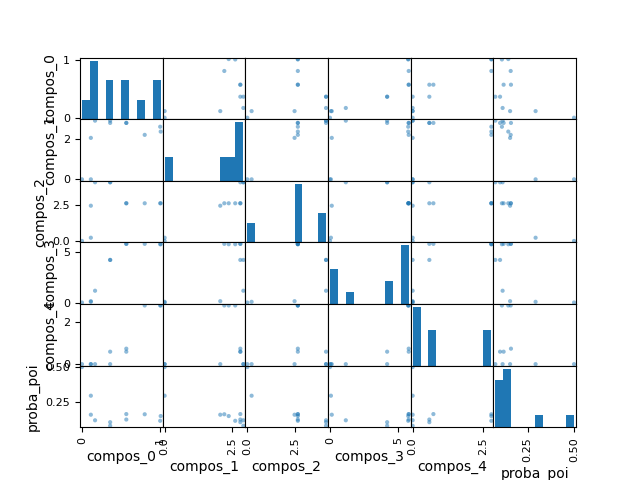 1
compos_0
2
0
compos_1
2.5
0.0
compos_2
5
0
compos_3
2
0
compos_4
0.50
0.25
proba_poi
0 1 0.0 2.5 0.0 2.5 0 5 0.0 2.5 0.25 0.50
compos_0 compos_1 compos_2 compos_3 compos_4 proba_poi